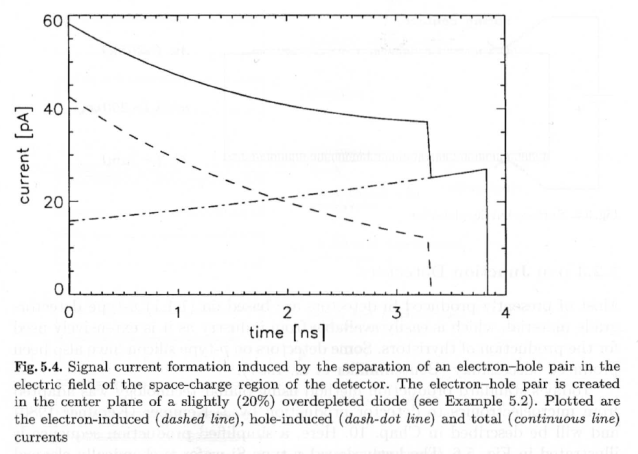 60
40
20
0
current [pA]
0
1
2
3
4
time [ns]
Fig. 5.4. Signal current formation induced by the separation of an electron–hole pair in the
electric field of the space-charge region of the detector. The electron–hole pair is created
in the center plane of a slightly (20%) overdepleted diode (see Example 5.2). Plotted are
the electron-induced (dashed line), hole-induced (dash-dot line) and total (continuous line)
currents